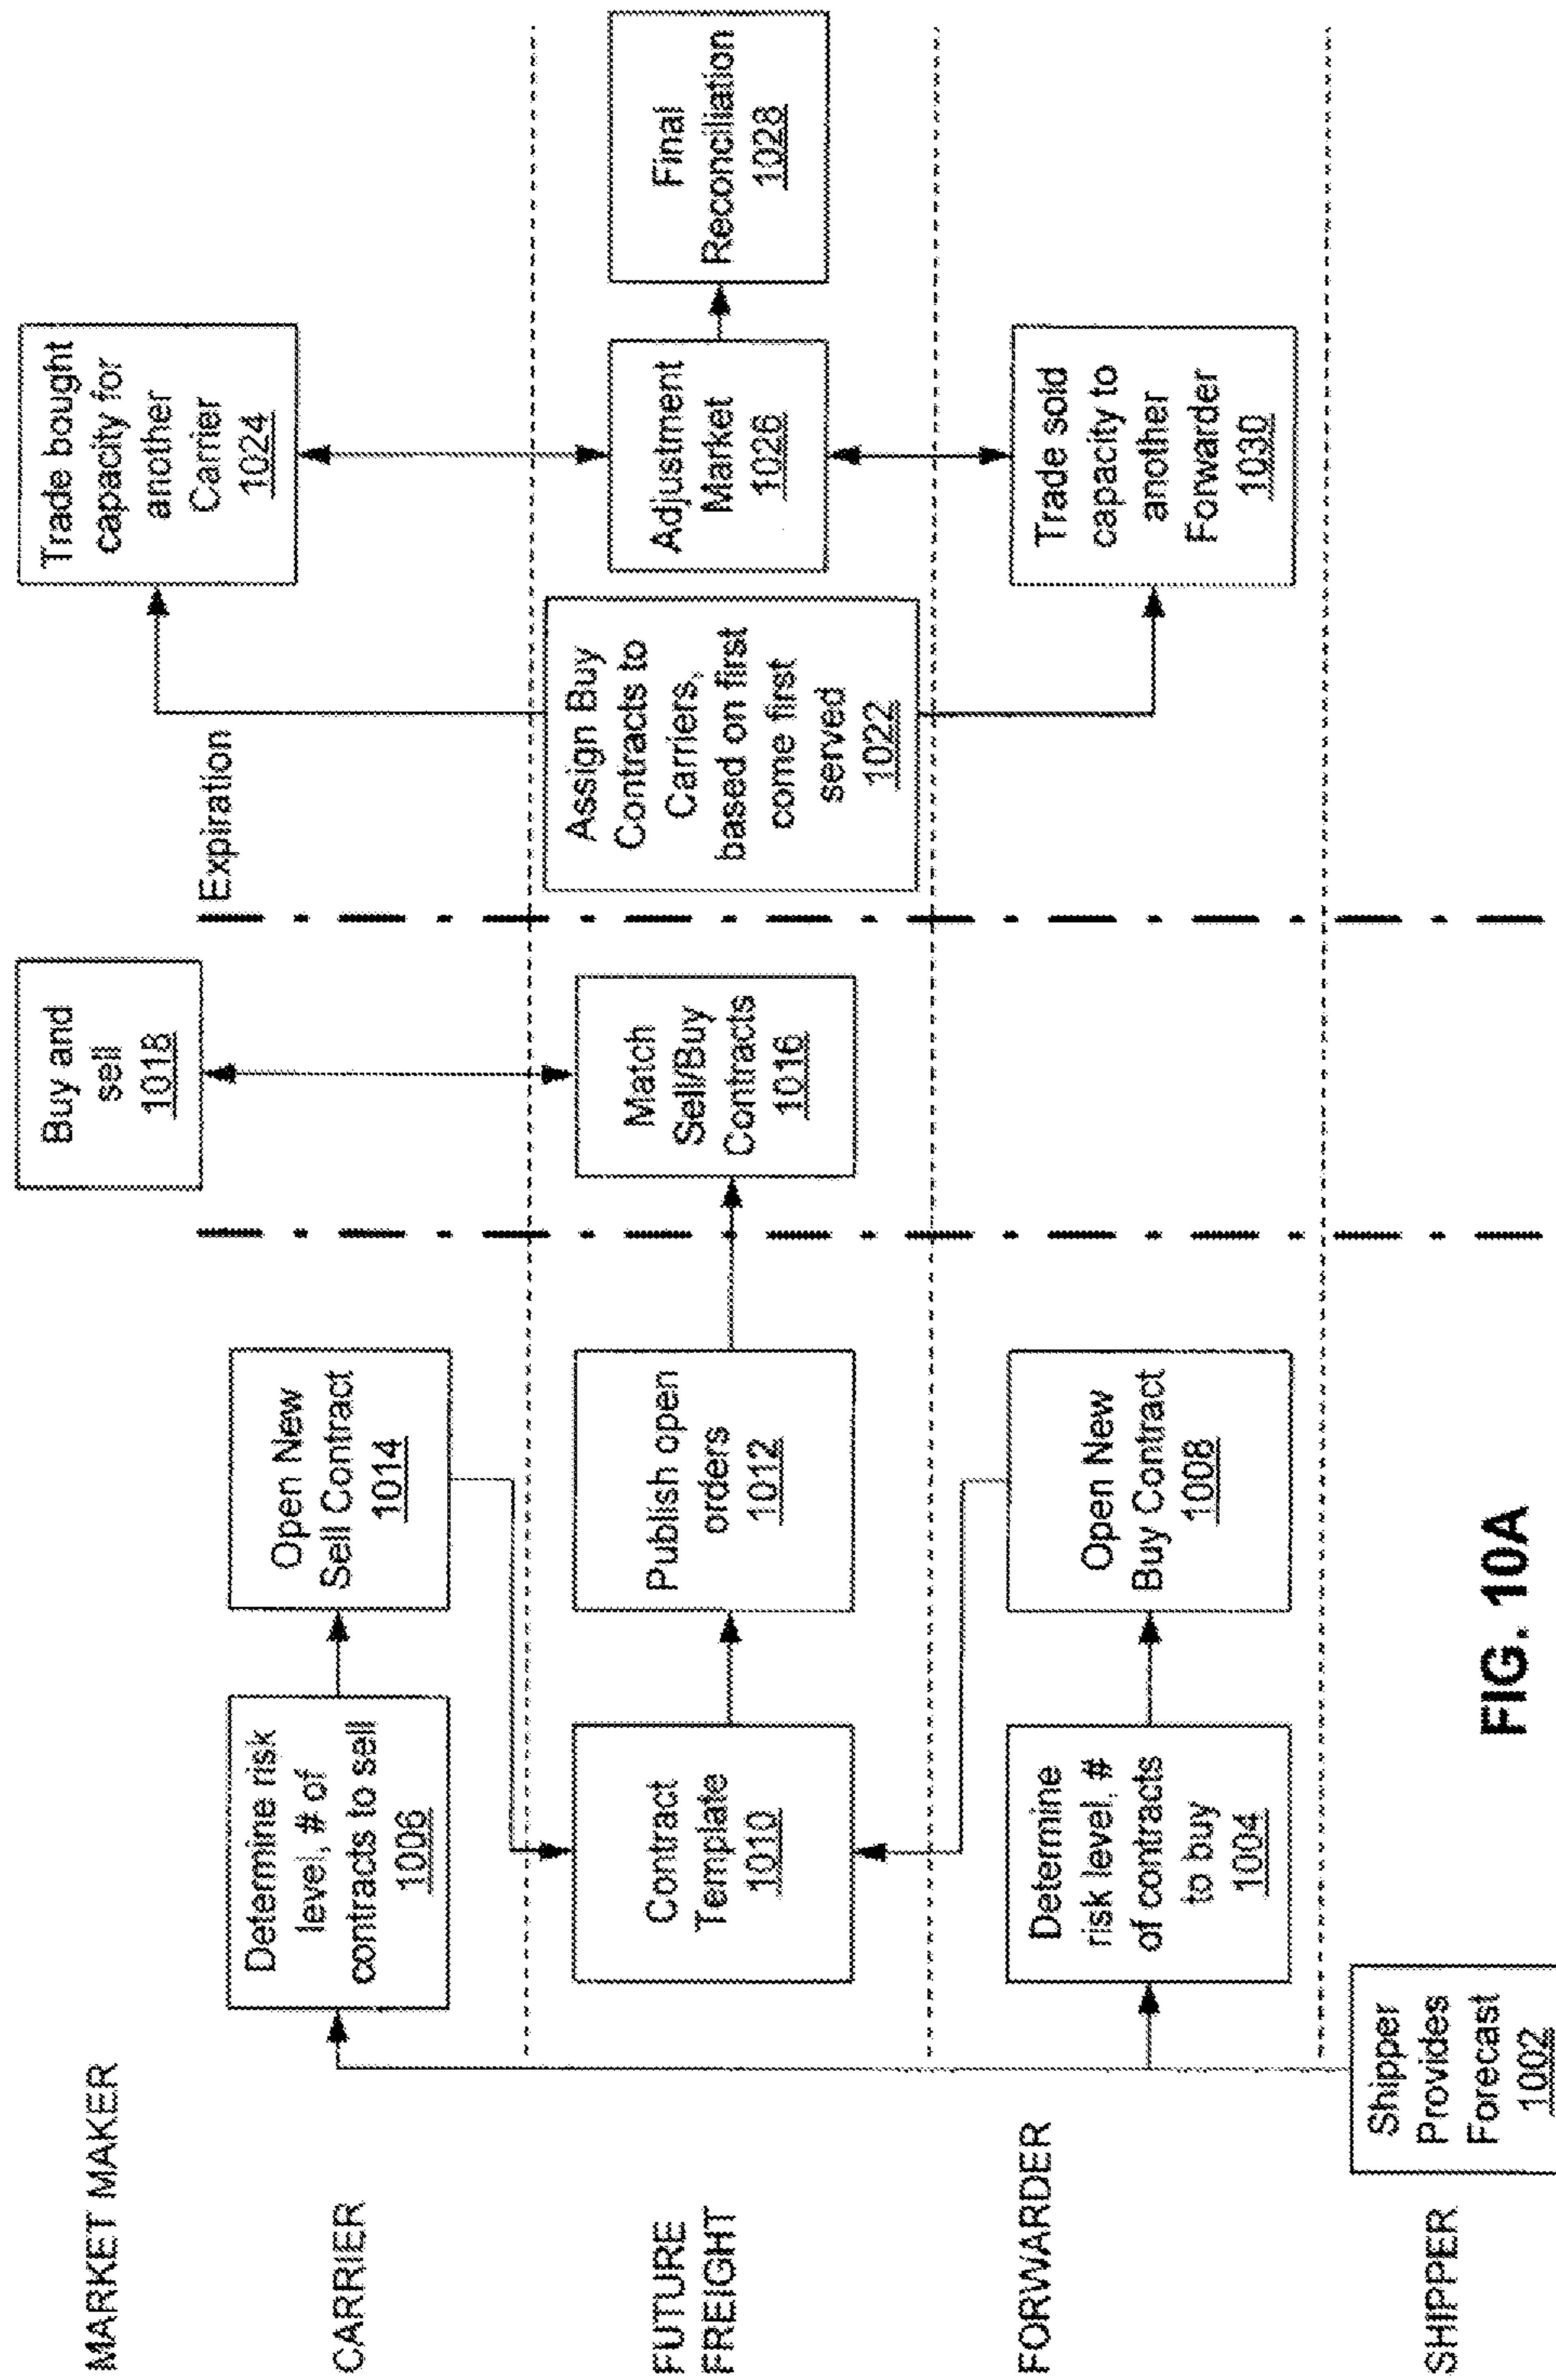 MARKET MAKER
Buy and
sell
1018
Trade bought
capacity for
another
Carrier
1024
CARRIER
Determine risk
level, # of
contracts to sell
1006
Open New
Sell Contract
1014
Expiration
FUTURE
FREIGHT
Contract
Template
1010
Publish open
orders
1012
Match
Sell/Buy
Contracts
1016
Assign Buy
Contracts to
Carriers,
based on first
come first
served
1022
Adjustment
Market
1026
Final
Reconciliation
1028
FORWARDER
Determine
risk level, #
of contracts
to buy
1004
Open New
Buy Contract
1008
Trade sold
capacity to
another
Forwarder
1030
SHIPPER
Shipper
Provides
Forecast
1002
FIG. 10A